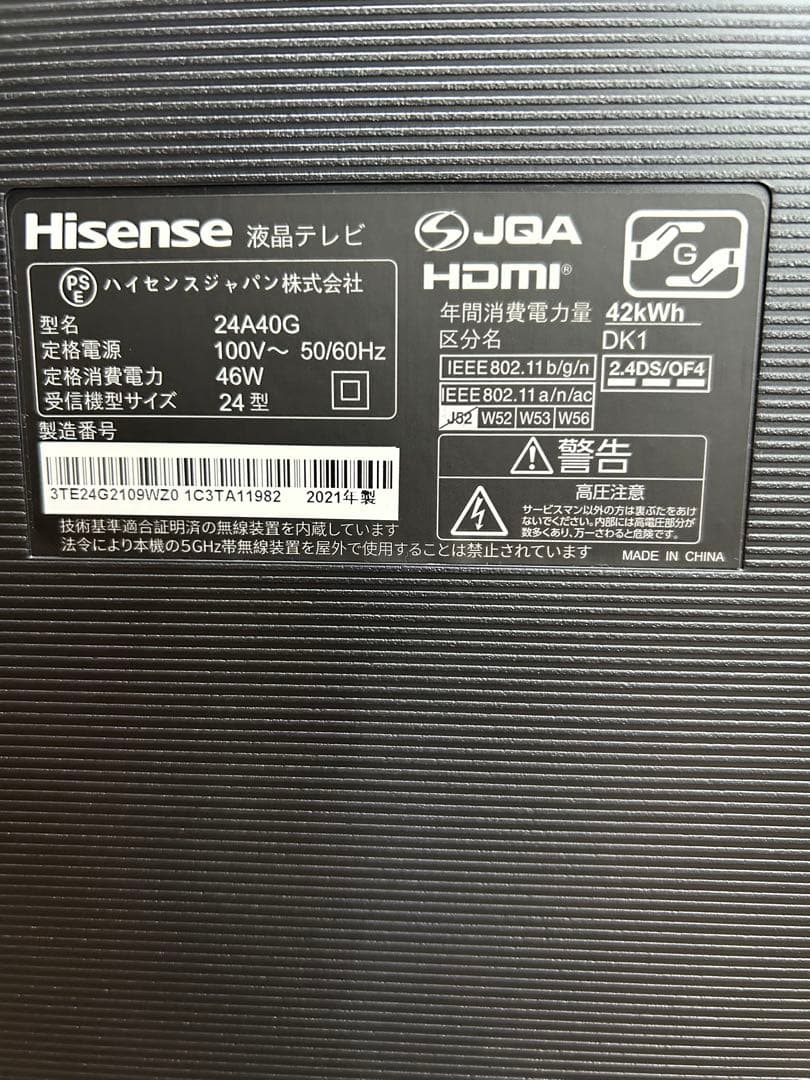 Hisense 液晶テレビ
PSE ハイセンスジャパン株式会社
型名 24A40G
定格電源 100V～ 50/60Hz
定格消費電力 46W
受信機型サイズ 24型
製造番号
3TE24G2109WZ0 1C3TA11982 2021年製
JQA
HDMI®
G
年間消費電力量 42kWh
区分名 DK1
IEEE802.11b/g/n
2.4DS/OF4
IEEE802.11a/n/ac
J52 W52 W53 W56
警告
高圧注意
サービスマン以外の方は裏ぶたをあけ
ないでください。内部には高電圧部分が
数多くあり、万一さわると危険です。
技術基準適合証明済の無線装置を内蔵しています
法令により本機の5GHz帯無線装置を屋外で使用することは禁止されています
MADE IN CHINA